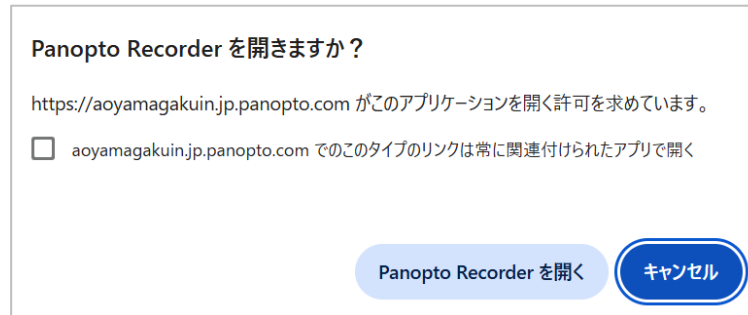 Panopto Recorder を開きますか？
https://aoyamagakuin.jp.panopto.com がこのアプリケーションを開く許可を求めています。
aoyamagakuin.jp.panopto.com でのこのタイプのリンクは常に関連付けられたアプリで開く
Panopto Recorder を開く
キャンセル